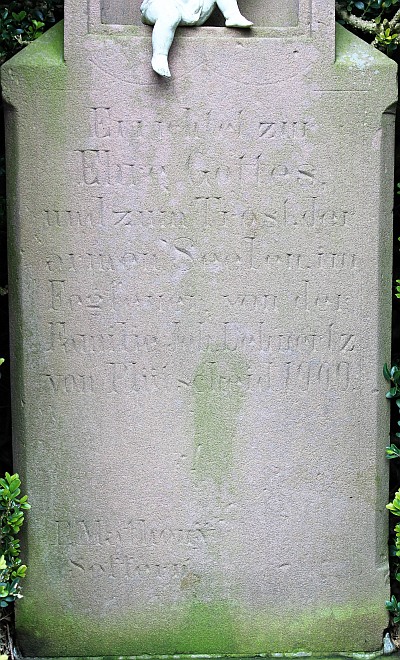 Errichtet zur
Ehre Gottes,
und zum Trost der
armen Seelen im
Fegfeuer, von der
Familie Joh. Lehnertz
von Plütscheid 1909.
P. Mathony
Seffern